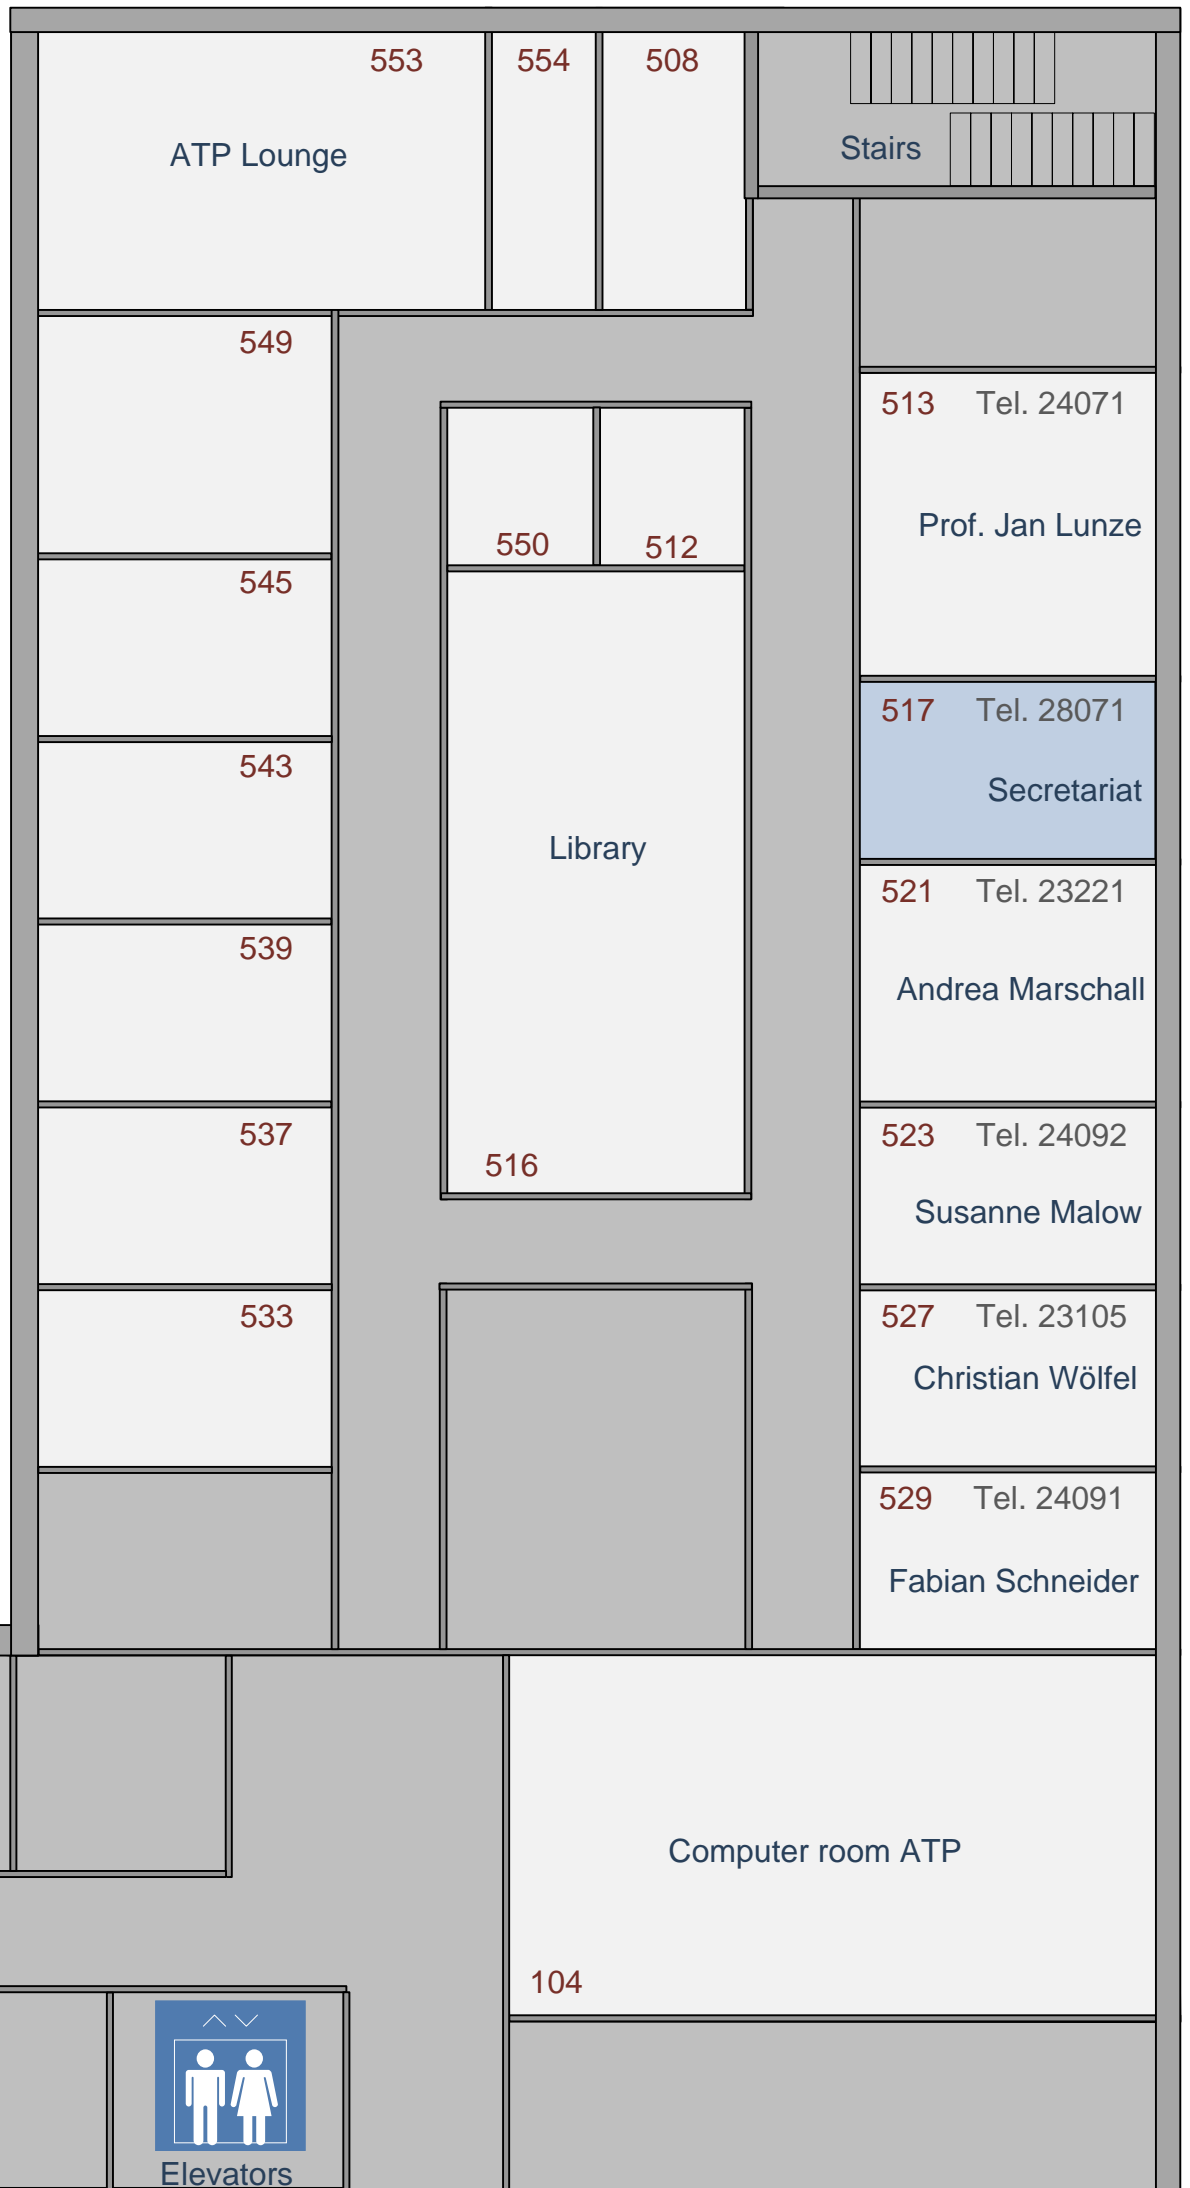 553
554
508
ATP Lounge
Stairs
549
513 Tel. 24071
Prof. Jan Lunze
550
512
545
517 Tel. 28071
543
Secretariat
Library
521 Tel. 23221
539
Andrea Marschall
537
523 Tel. 24092
516
Susanne Malow
533
527 Tel. 23105
Christian Wölfel
529 Tel. 24091
Fabian Schneider
Computer room ATP
104
Elevators